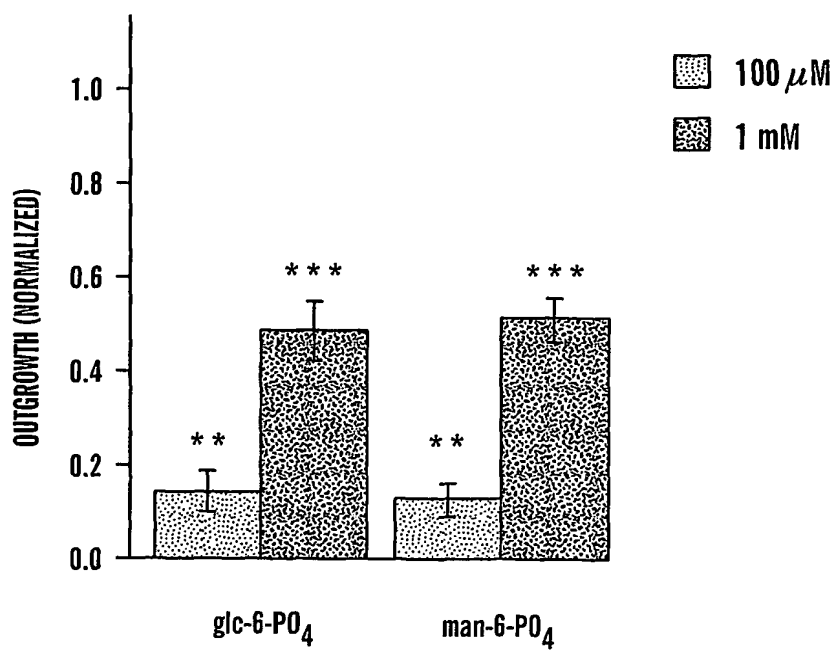 100 μM
1 mM
OUTGROWTH (NORMALIZED)
1.0
0.8
0.6
0.4
0.2
0.0
***
***
**
**
glc-6-PO4
man-6-PO4